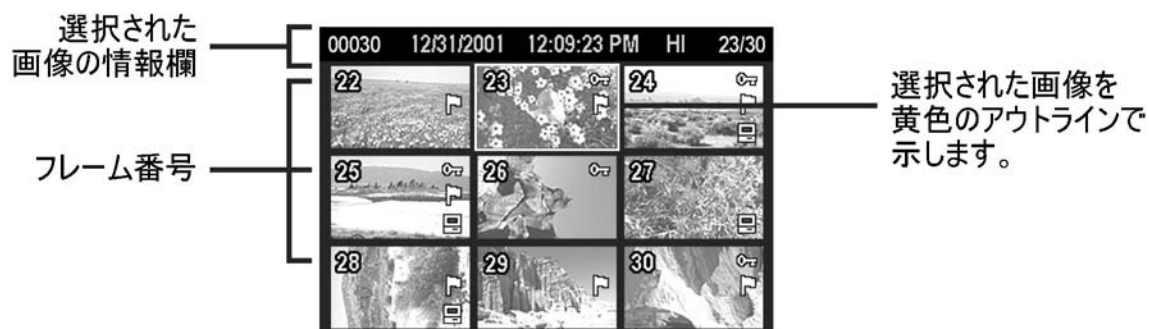 選択された
画像の情報欄
00030 12/31/2001 12:09:23 PM HI 23/30
22 23 24
選択された画像を
黄色のアウトラインで
示します。
フレーム番号
25 26 27
28 29 30